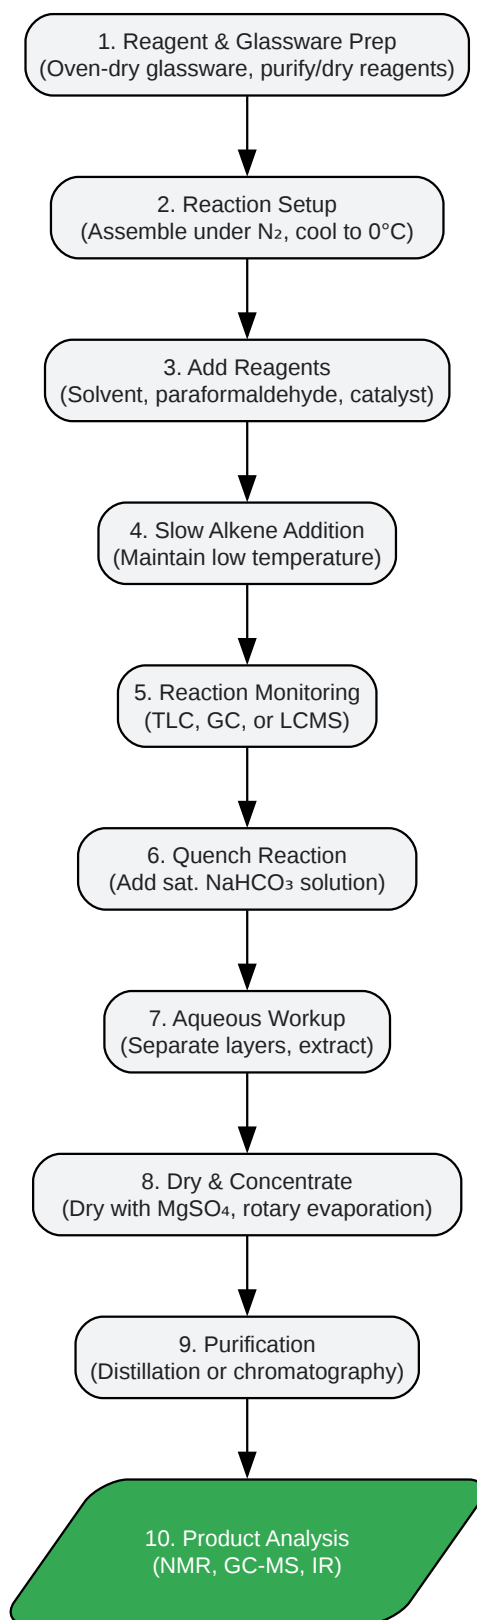 1. Reagent & Glassware Prep
(Oven-dry glassware, purify/dry reagents)
2. Reaction Setup
(Assemble under N₂, cool to 0°C)
3. Add Reagents
(Solvent, paraformaldehyde, catalyst)
4. Slow Alkene Addition
(Maintain low temperature)
5. Reaction Monitoring
(TLC, GC, or LCMS)
6. Quench Reaction
(Add sat. NaHCO₃ solution)
7. Aqueous Workup
(Separate layers, extract)
8. Dry & Concentrate
(Dry with MgSO₄, rotary evaporation)
9. Purification
(Distillation or chromatography)
10. Product Analysis
(NMR, GC-MS, IR)